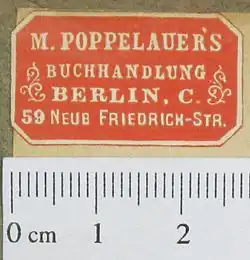 M. POPPELAUER'S
BUCHHANDLUNG
BERLIN, C.
59 NEUE FRIEDRICH-STR.
0 cm 1 2